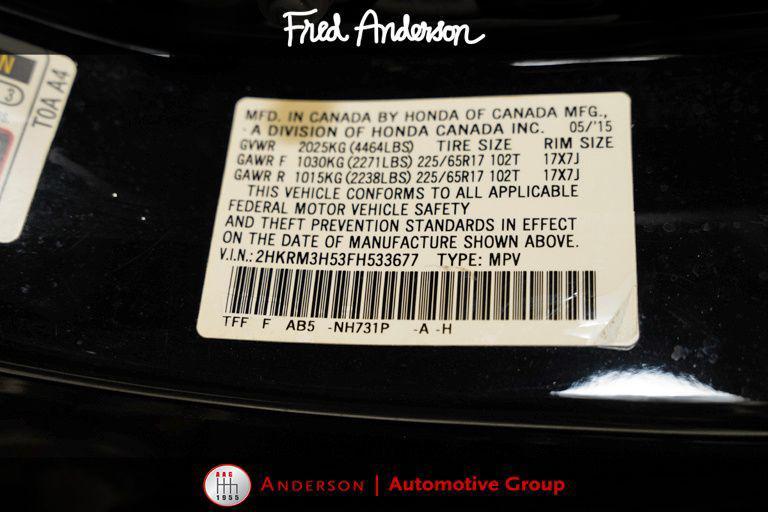 Fred Anderson
N
3
TOA A4
MFD. IN CANADA BY HONDA OF CANADA MFG.,
A DIVISION OF HONDA CANADA INC. 05/'15
GVWR 2025KG (4464LBS) TIRE SIZE RIM SIZE
GAWR F 1030KG (2271LBS) 225/65R17 102T 17X7J
GAWR R 1015KG (2238LBS) 225/65R17 102T 17X7J
THIS VEHICLE CONFORMS TO ALL APPLICABLE
FEDERAL MOTOR VEHICLE SAFETY
AND THEFT PREVENTION STANDARDS IN EFFECT
ON THE DATE OF MANUFACTURE SHOWN ABOVE.
V.I.N.: 2HKRM3H53FH533677 TYPE: MPV
TFF F AB5 -NH731P -A -H
AAG
1955
ANDERSON | Automotive Group